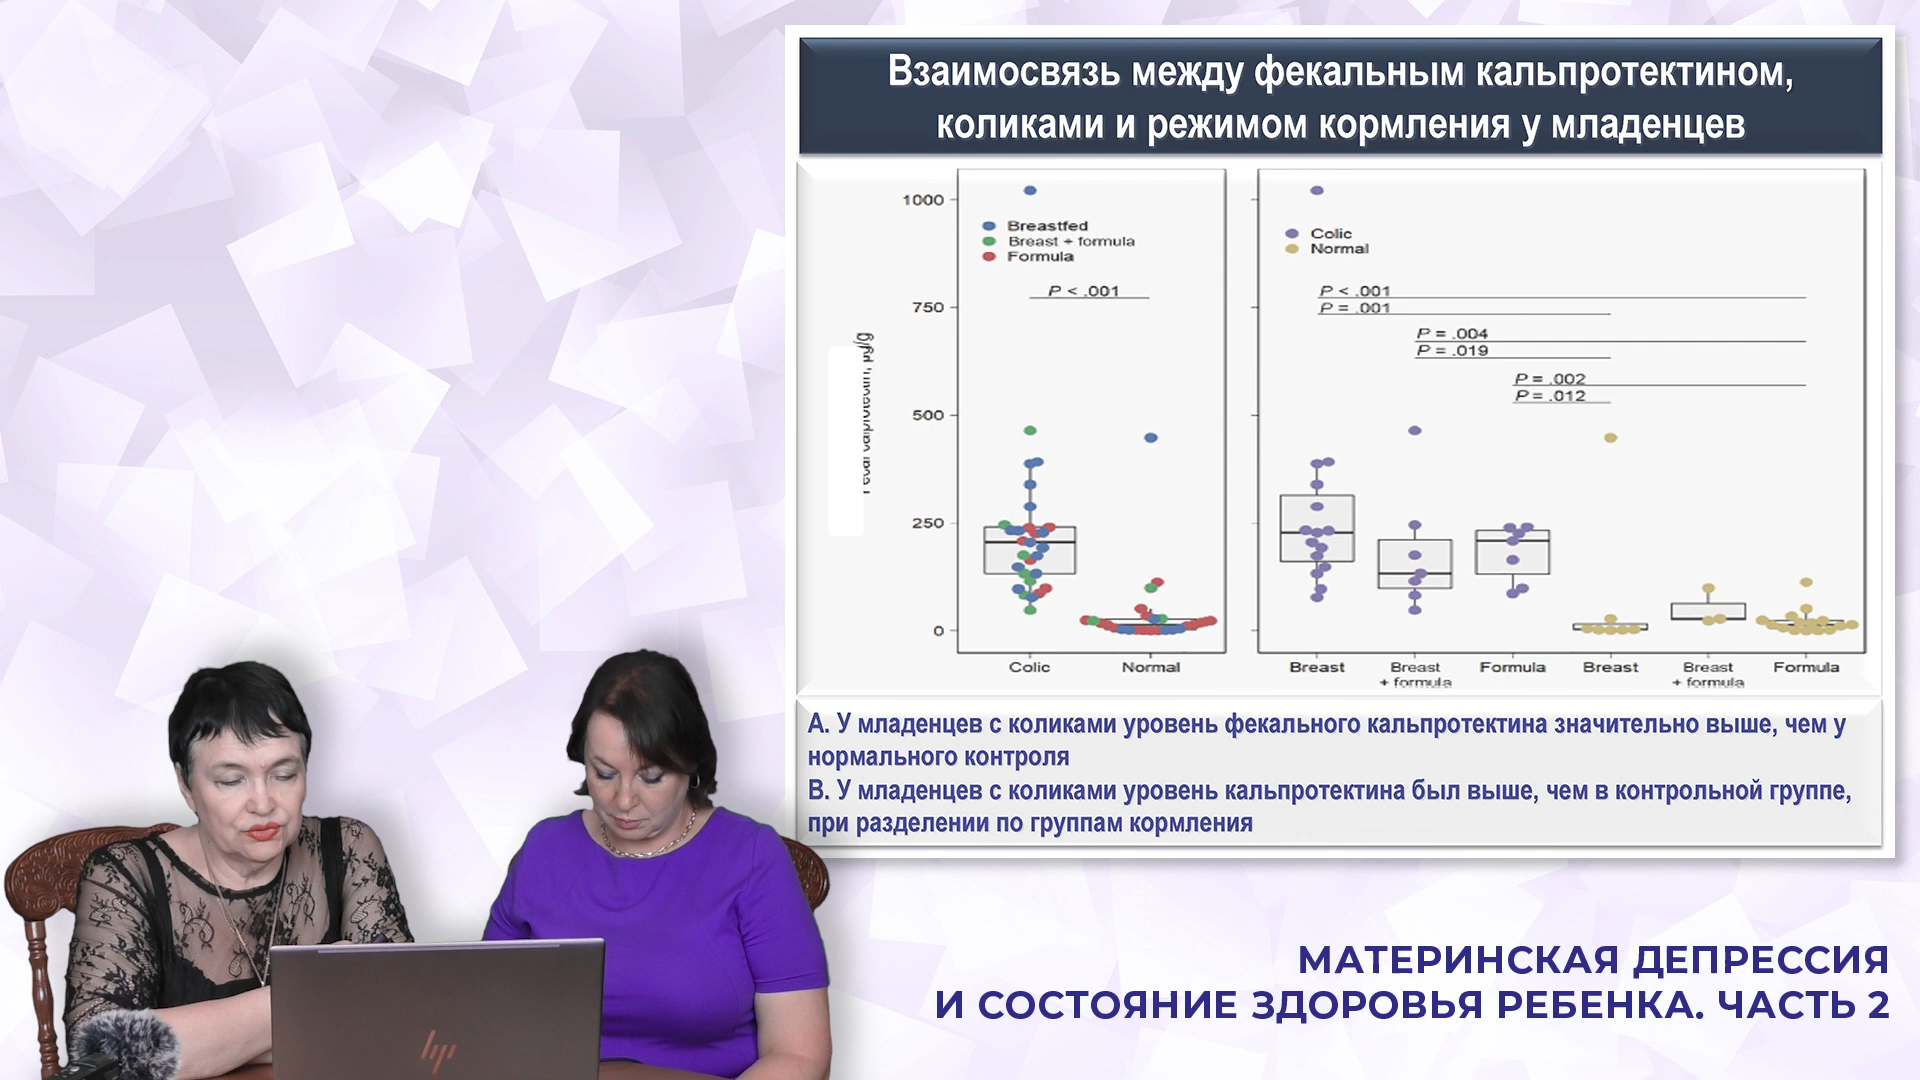 Взаимосвязь между фекальным кальпротектином,
коликами и режимом кормления у младенцев
1000
750
500
250
0
Breastfed
Breast + formula
Formula
P < .001
Colic
Normal
Colic
Normal
P < .001
P = .001
P = .004
P = .019
P = .002
P = .012
Breast
Breast
+ formula
Formula
Breast
Breast
+ formula
Formula
А. У младенцев с коликами уровень фекального кальпротектина значительно выше, чем у
нормального контроля
В. У младенцев с коликами уровень кальпротектина был выше, чем в контрольной группе,
при разделении по группам кормления
hp
МАТЕРИНСКАЯ ДЕПРЕССИЯ
И СОСТОЯНИЕ ЗДОРОВЬЯ РЕБЕНКА. ЧАСТЬ 2